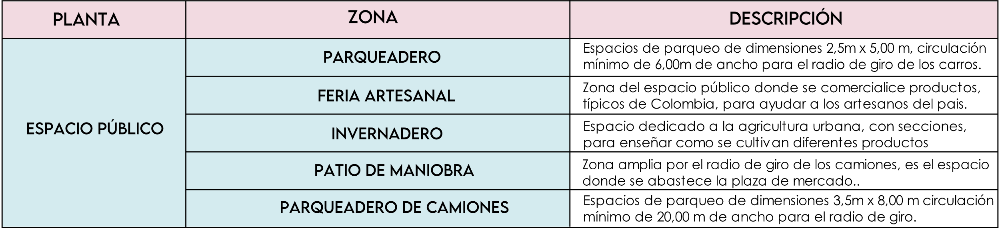 PLANTA
ZONA
DESCRIPCIÓN
ESPACIO PÚBLICO
PARQUEADERO
Espacios de parqueo de dimensiones 2,5m x 5,00 m, circulación
mínimo de 6,00m de ancho para el radio de giro de los carros.
FERIA ARTESANAL
Zona del espacio público donde se comercialice productos,
típicos de Colombia, para ayudar a los artesanos del pais.
INVERNADERO
Espacio dedicado a la agricultura urbana, con secciones,
para enseñar como se cultivan diferentes productos
PATIO DE MANIOBRA
Zona amplia por el radio de giro de los camiones, es el espacio
donde se abastece la plaza de mercado..
PARQUEADERO DE CAMIONES
Espacios de parqueo de dimensiones 3,5m x 8,00 m circulación
mínimo de 20,00 m de ancho para el radio de giro.